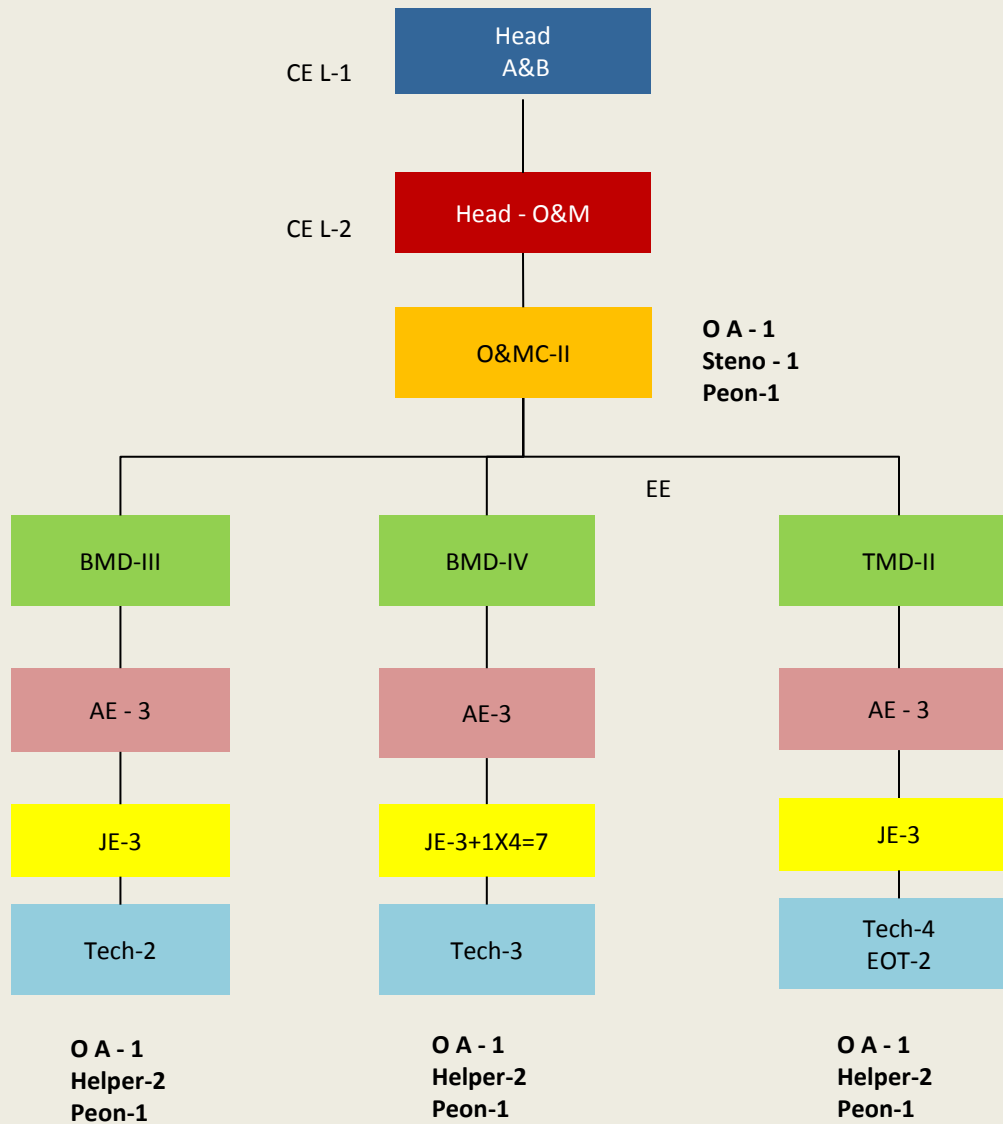 Head
A&B
CE L-1
Head - O&M
CE L-2
O&MC-II
O A - 1
Steno - 1
Peon-1
EE
BMD-III
BMD-IV
TMD-II
AE - 3
AE-3
AE - 3
JE-3
JE-3+1X4=7
JE-3
Tech-2
Tech-3
Tech-4
EOT-2
O A - 1
Helper-2
Peon-1
O A - 1
Helper-2
Peon-1
O A - 1
Helper-2
Peon-1